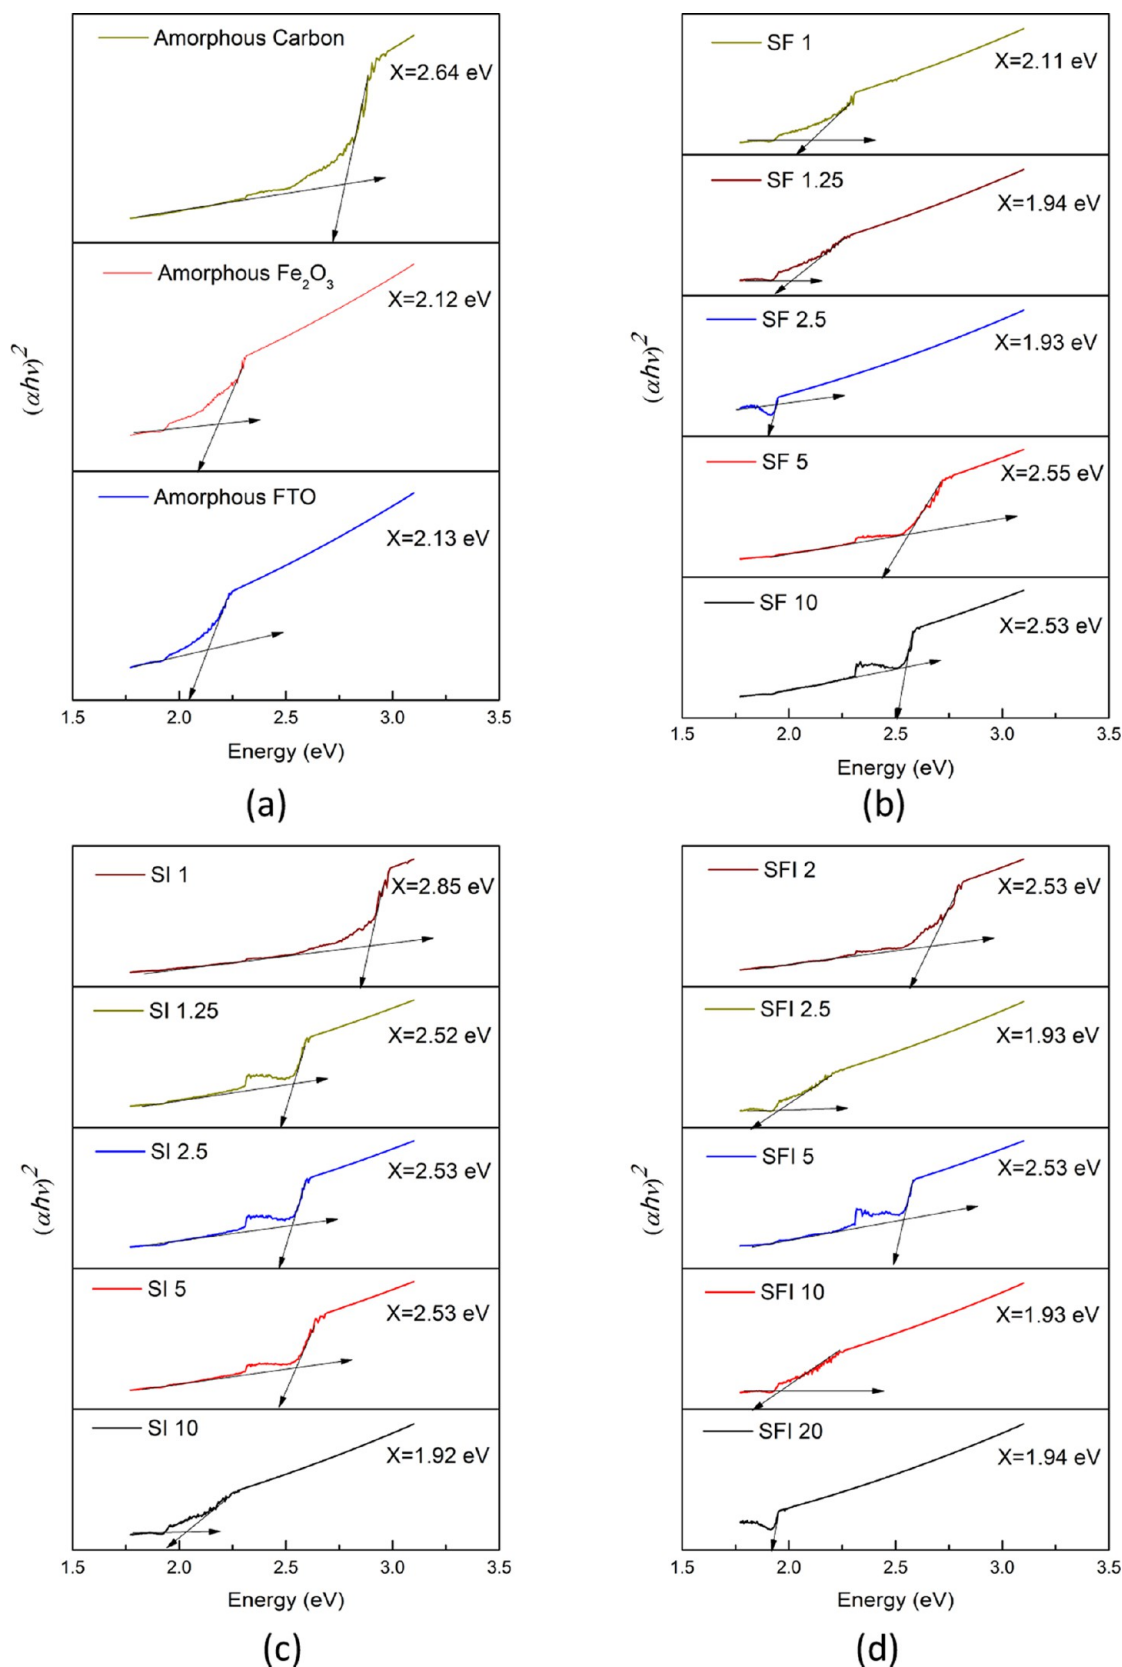 Amorphous Carbon
X=2.64 eV
Amorphous Fe₂O₃
X=2.12 eV
Amorphous FTO
X=2.13 eV
(αhν)²
1.5 2.0 2.5 3.0 3.5
Energy (eV)
(a)
SF 1
X=2.11 eV
SF 1.25
X=1.94 eV
SF 2.5
X=1.93 eV
SF 5
X=2.55 eV
SF 10
X=2.53 eV
(αhν)²
1.5 2.0 2.5 3.0 3.5
Energy (eV)
(b)
SI 1
X=2.85 eV
SI 1.25
X=2.52 eV
SI 2.5
X=2.53 eV
SI 5
X=2.53 eV
SI 10
X=1.92 eV
(αhν)²
1.5 2.0 2.5 3.0 3.5
Energy (eV)
(c)
SFI 2
X=2.53 eV
SFI 2.5
X=1.93 eV
SFI 5
X=2.53 eV
SFI 10
X=1.93 eV
SFI 20
X=1.94 eV
(αhν)²
1.5 2.0 2.5 3.0 3.5
Energy (eV)
(d)